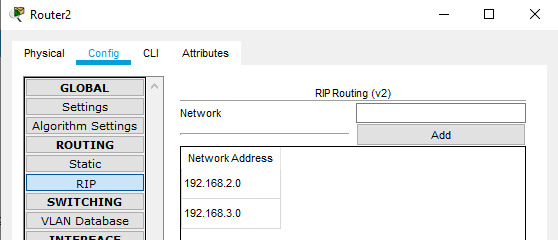 Router2
Physical Config CLI Attributes
GLOBAL
Settings
Algorithm Settings
ROUTING
Static
RIP
SWITCHING
VLAN Database
INTERFACE
RIP Routing (v2)
Network
Add
Network Address
192.168.2.0
192.168.3.0